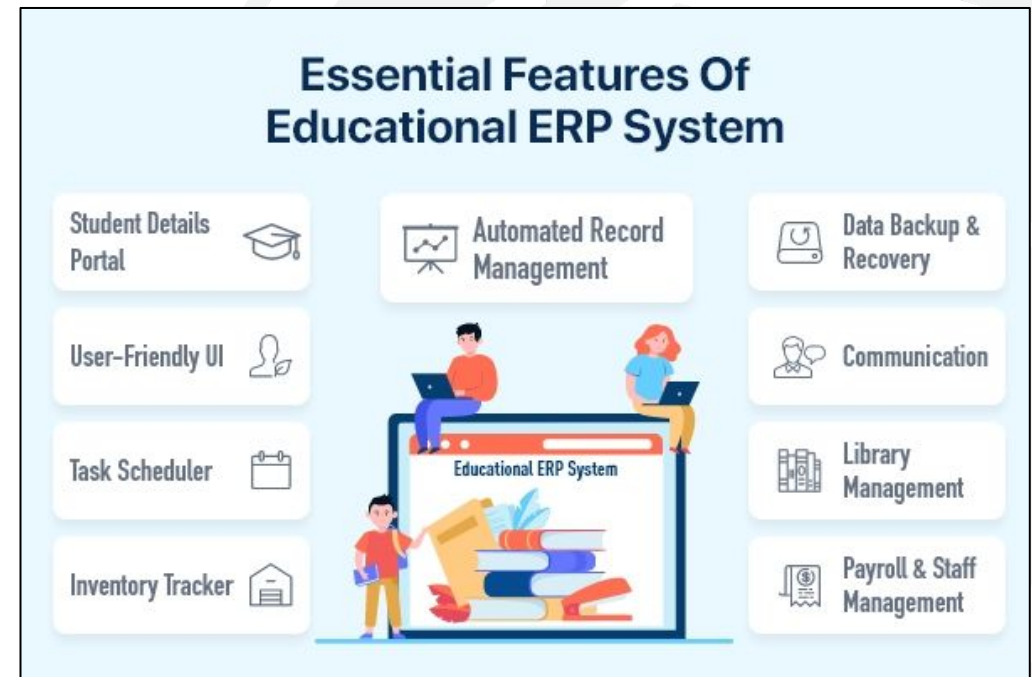 Essential Features Of
Educational ERP System
Student Details
Portal
User-Friendly UI
Task Scheduler
Inventory Tracker
Automated Record
Management
Educational ERP System
Data Backup &
Recovery
Communication
Library
Management
Payroll & Staff
Management